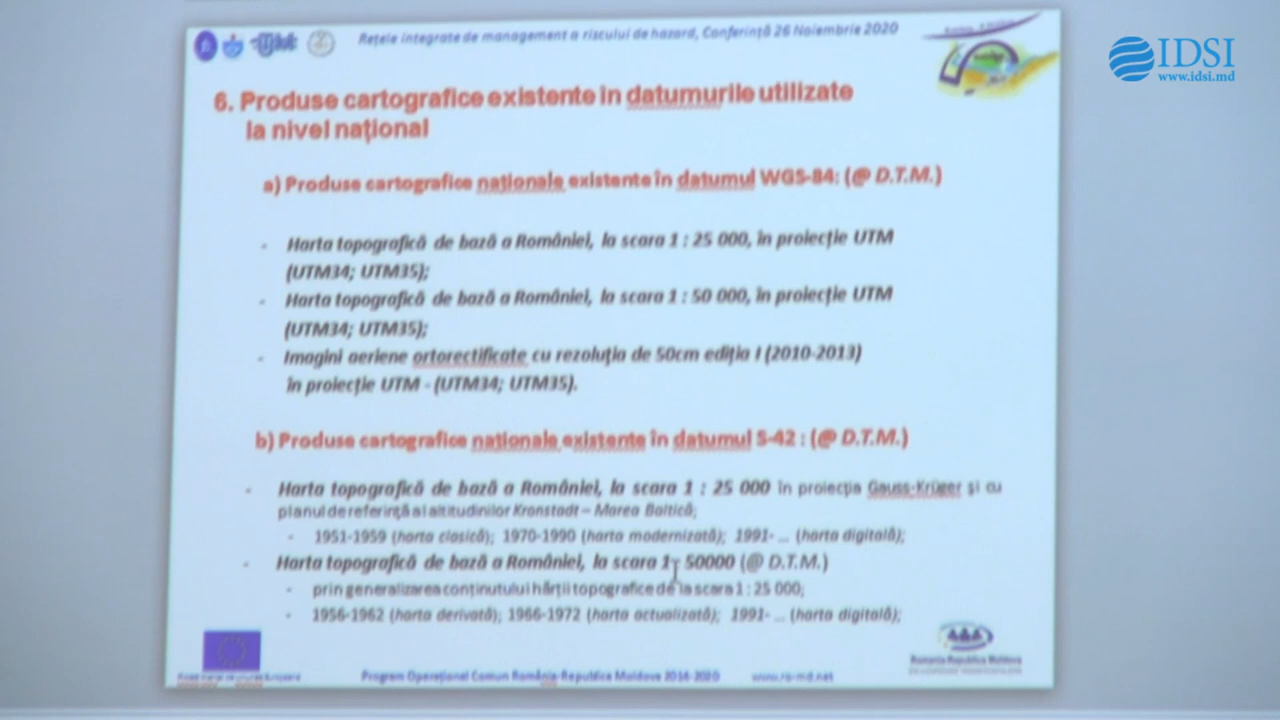 Rețele integrate de management a riscului de hazard, Conferință 26 Noiembrie 2020
IDSI
www.idsi.md
6. Produse cartografice existente în datumurile utilizate
la nivel național
a) Produse cartografice naționale existente în datumul WGS-84: (@ D.T.M.)
- Harta topografică de bază a României, la scara 1 : 25 000, în proiecție UTM
(UTM34; UTM35);
- Harta topografică de bază a României, la scara 1 : 50 000, în proiecție UTM
(UTM34; UTM35);
- Imagini aeriene ortorectificate cu rezoluția de 50cm ediția I (2010-2013)
în proiecție UTM - (UTM34; UTM35).
b) Produse cartografice naționale existente în datumul S-42 : (@ D.T.M.)
- Harta topografică de bază a României, la scara 1 : 25 000 în proiecția Gauss-Krüger și cu
planul de referință al altitudinilor Kronstadt – Marea Baltică;
- 1951-1959 (harta clasică); 1970-1990 (harta modernizată); 1991- ... (harta digitală);
- Harta topografică de bază a României, la scara 1: 50000 (@ D.T.M.)
- prin generalizarea conținutului hărții topografice de la scara 1 : 25 000;
- 1956-1962 (harta derivată); 1966-1972 (harta actualizată); 1991- ... (harta digitală);
Romania-Republica Moldova
Program Operațional Comun România-Republica Moldova 2014-2020 www.ro-md.net